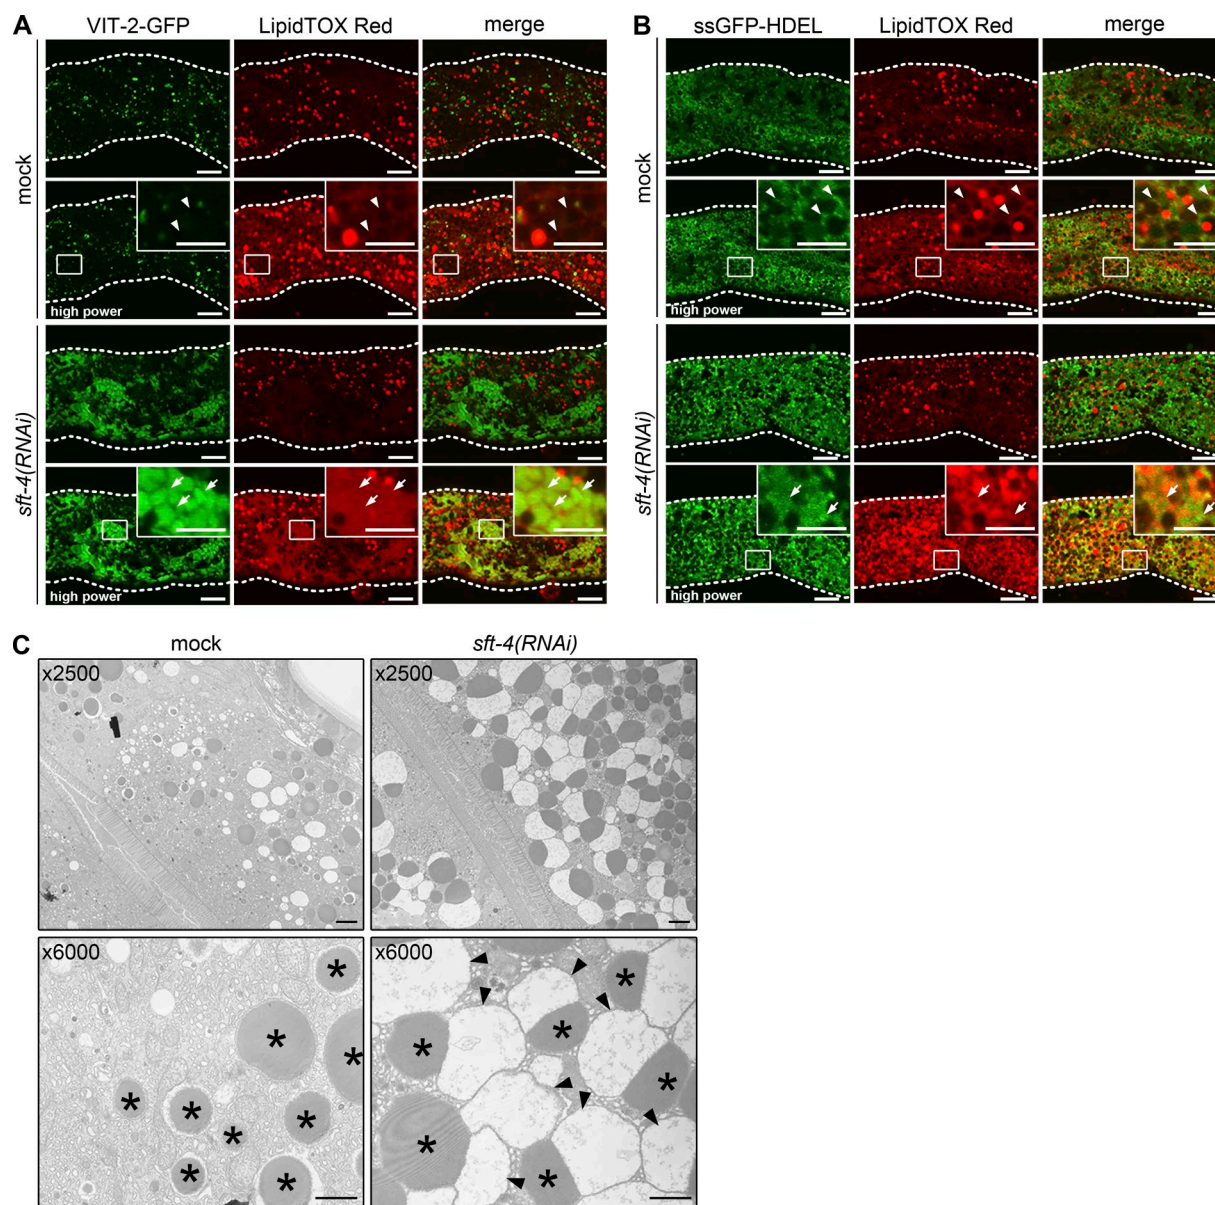 A
VIT-2-GFP LipidTOX Red merge
mock
high power
sft-4(RNAi)
high power
B
ssGFP-HDEL LipidTOX Red merge
mock
high power
sft-4(RNAi)
high power
C
mock sft-4(RNAi)
x2500 x2500
x6000 x6000
* * * * * * * * *
* * * * * *